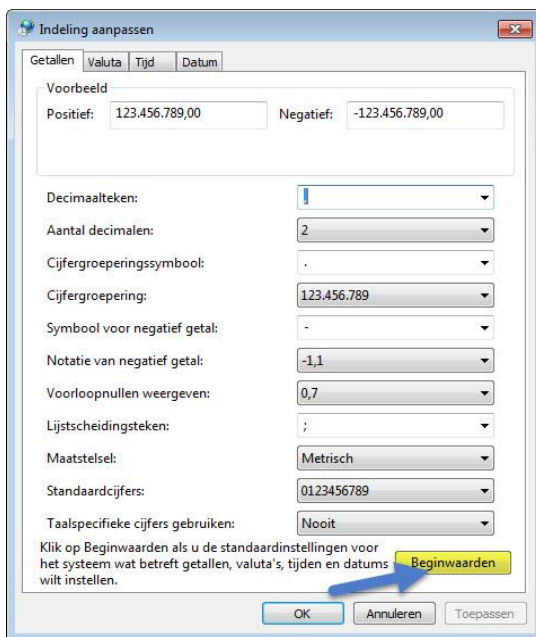 Indeling aanpassen
Getallen Valuta Tijd Datum
Voorbeeld
Positief: 123.456.789,00 Negatief: -123.456.789,00
Decimaalteken: ,
Aantal decimalen: 2
Cijfergroeperingssymbool: .
Cijfergroepering: 123.456.789
Symbool voor negatief getal: -
Notatie van negatief getal: -1,1
Voorloopnullen weergeven: 0,7
Lijstscheidingsteken: ;
Maatstelsel: Metrisch
Standaardcijfers: 0123456789
Taalspecifieke cijfers gebruiken: Nooit
Klik op Beginwaarden als u de standaardinstellingen voor
het systeem wat betreft getallen, valuta's, tijden en datums Beginwaarden
wilt instellen.
OK Annuleren Toepassen